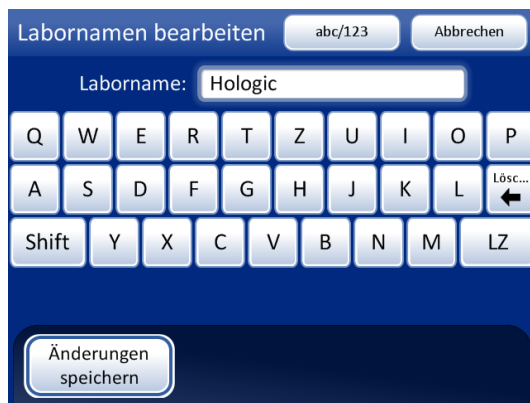 Labornamen bearbeiten abc/123 Abbrechen
Laborname: Hologic
Q W E R T Z U I O P
A S D F G H J K L Lösc...
Shift Y X C V B N M LZ
Änderungen
speichern